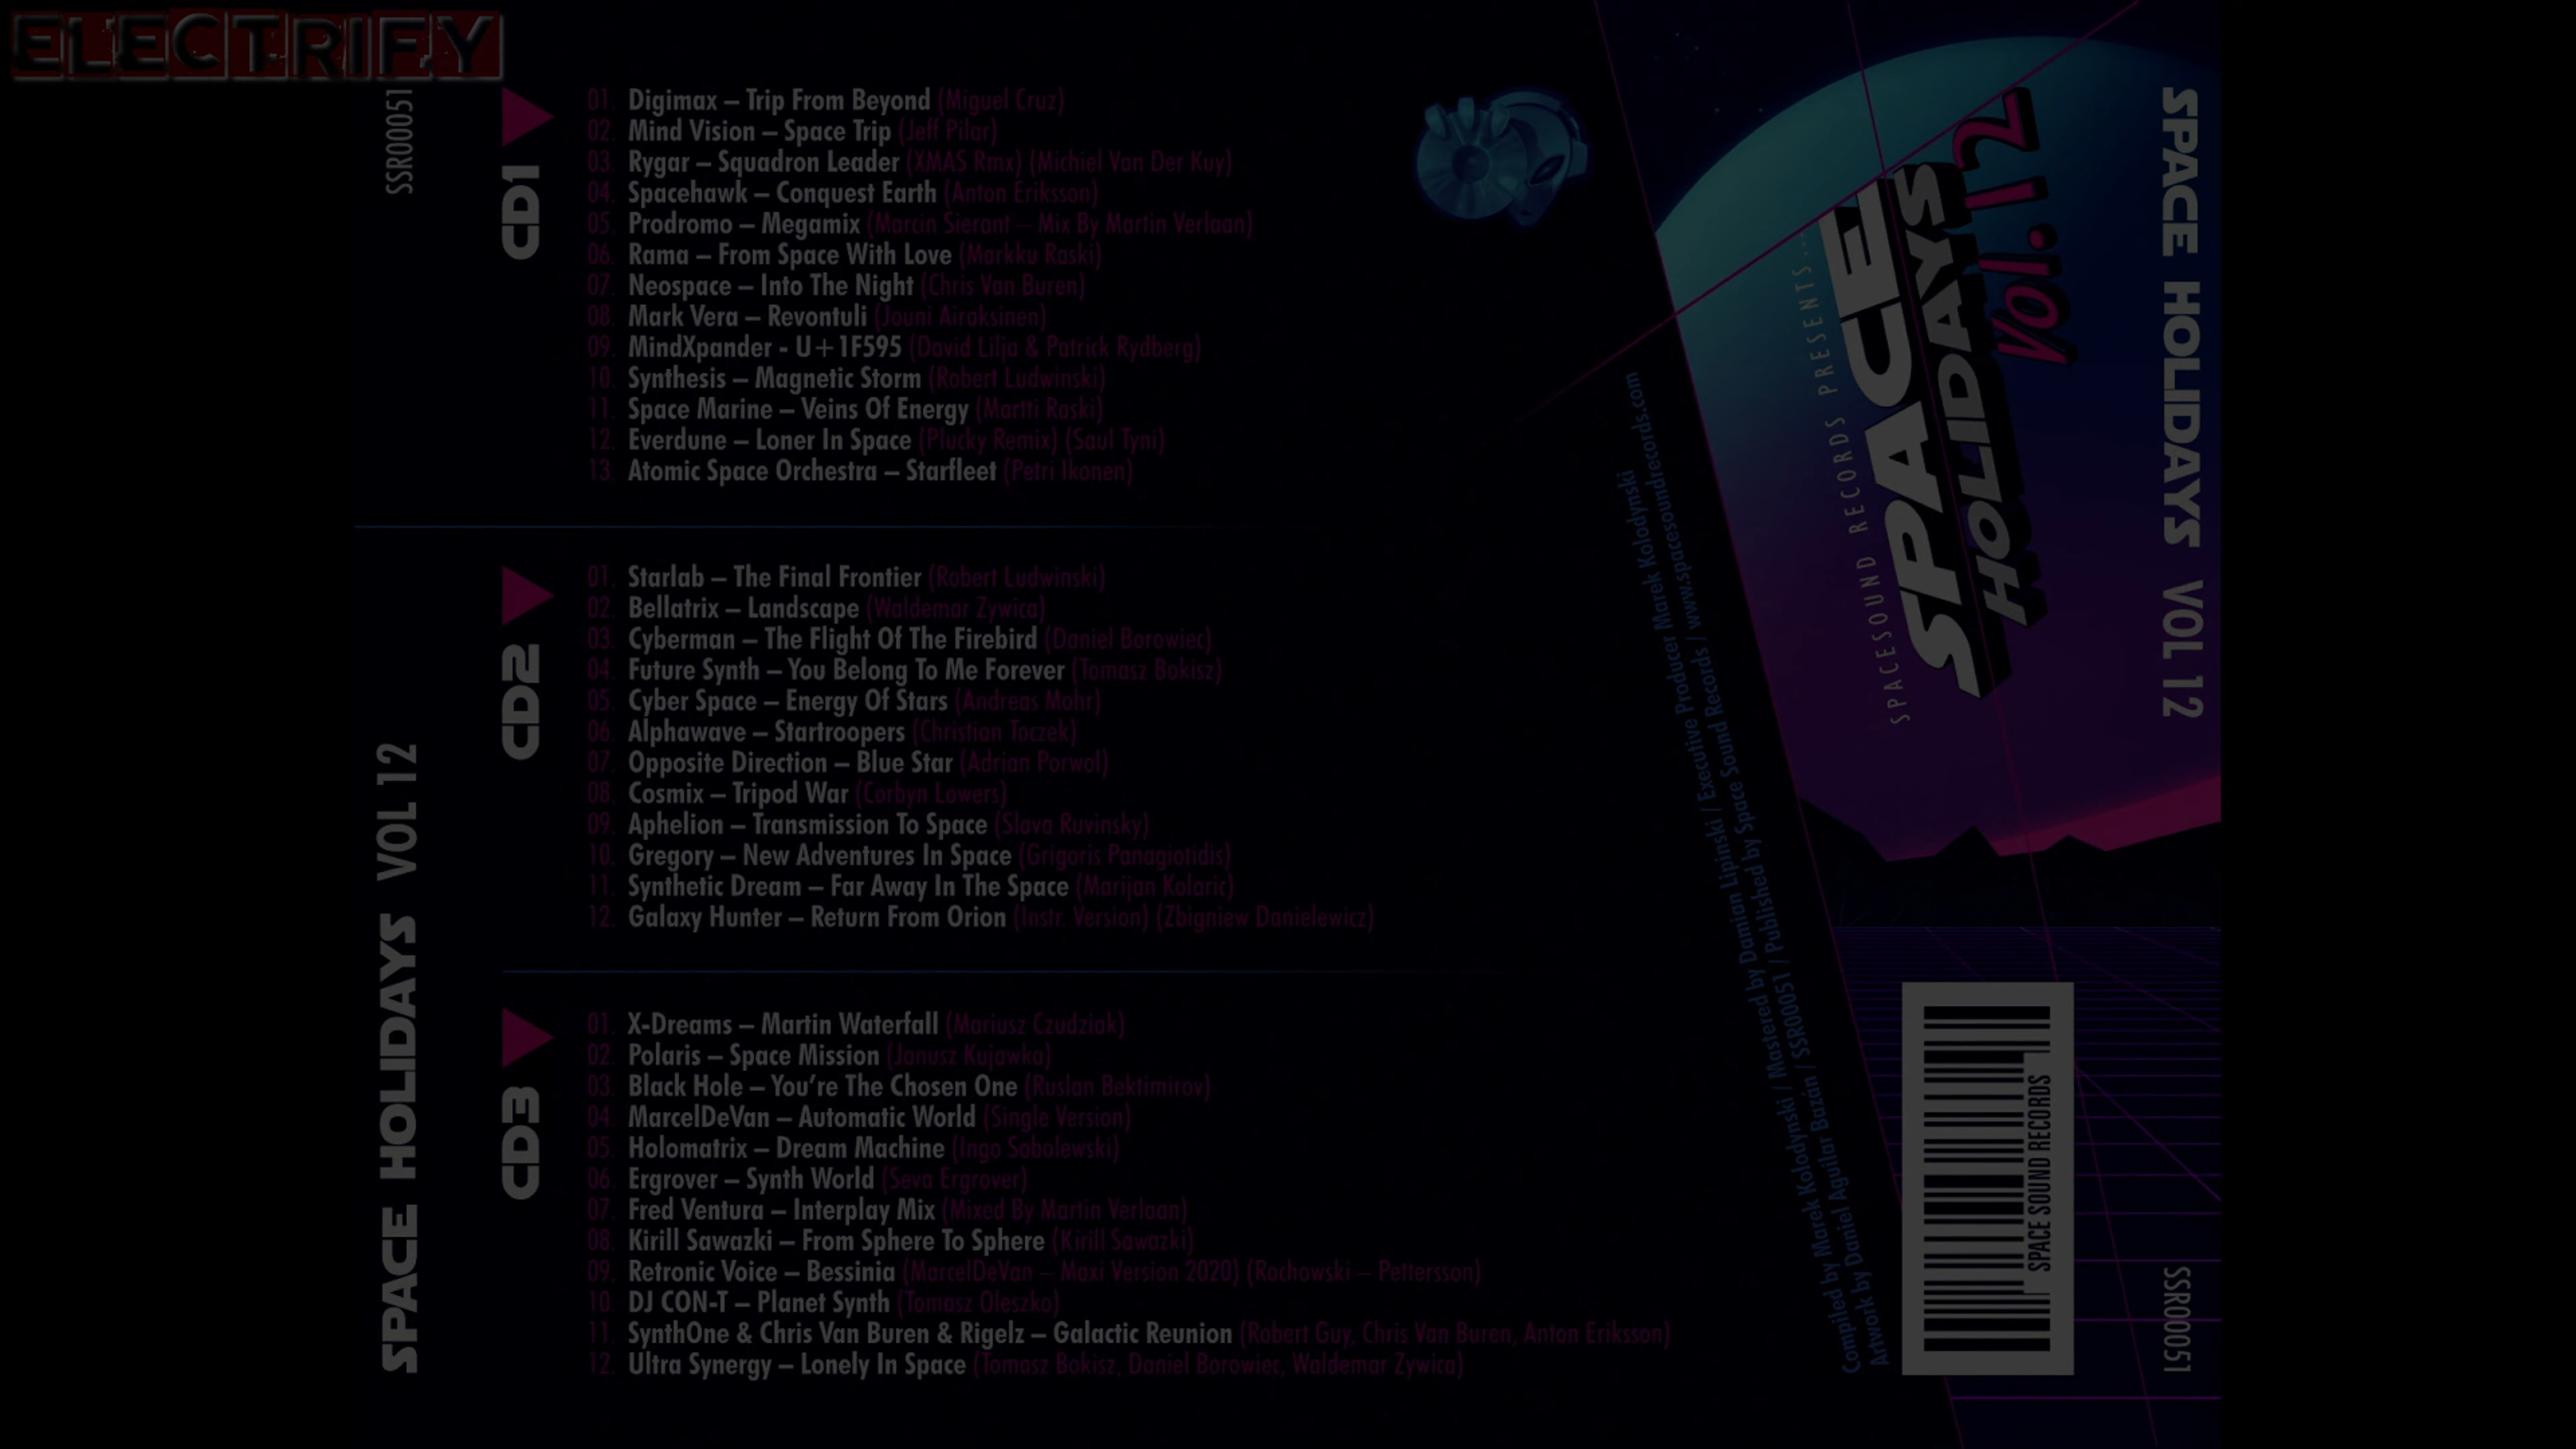 ELECTRIFY
SSR00051
CD1
01. Digimax – Trip From Beyond (Miguel Cruz)
02. Mind Vision – Space Trip (Jeff Pilar)
03. Rygar – Squadron Leader (XMAS Rmx) (Michiel Van Der Kuy)
04. Spacehawk – Conquest Earth (Anton Eriksson)
05. Prodromo – Megamix (Marcin Sierant – Mix By Martin Verlaan)
06. Rama – From Space With Love (Markku Raski)
07. Neospace – Into The Night (Chris Van Buren)
08. Mark Vera – Revontuli (Jouni Airaksinen)
09. MindXpander - U+1F595 (David Lilja & Patrick Rydberg)
10. Synthesis – Magnetic Storm (Robert Ludwinski)
11. Space Marine – Veins Of Energy (Martti Raski)
12. Everdune – Loner In Space (Plucky Remix) (Saul Tyni)
13. Atomic Space Orchestra – Starfleet (Petri Ikonen)
CD2
01. Starlab – The Final Frontier (Robert Ludwinski)
02. Bellatrix – Landscape (Waldemar Zywica)
03. Cyberman – The Flight Of The Firebird (Daniel Borowiec)
04. Future Synth – You Belong To Me Forever (Tomasz Bokisz)
05. Cyber Space – Energy Of Stars (Andreas Mohr)
06. Alphawave – Startroopers (Christian Toczek)
07. Opposite Direction – Blue Star (Adrian Porwol)
08. Cosmix – Tripod War (Corbyn Lowers)
09. Aphelion – Transmission To Space (Slava Ruvinsky)
10. Gregory – New Adventures In Space (Grigoris Panagiotidis)
11. Synthetic Dream – Far Away In The Space (Marijan Kolaric)
12. Galaxy Hunter – Return From Orion (Instr. Version) (Zbigniew Danielewicz)
CD3
01. X-Dreams – Martin Waterfall (Mariusz Czudziak)
02. Polaris – Space Mission (Janusz Kujawka)
03. Black Hole – You're The Chosen One (Ruslan Bektimirov)
04. MarcelDeVan – Automatic World (Single Version)
05. Holomatrix – Dream Machine (Ingo Sobolewski)
06. Ergrover – Synth World (Seva Ergrover)
07. Fred Ventura – Interplay Mix (Mixed By Martin Verlaan)
08. Kirill Sawazki – From Sphere To Sphere (Kirill Sawazki)
09. Retronic Voice – Bessinia (MarcelDeVan – Maxi Version 2020) (Rochowski – Pettersson)
10. DJ CON-T – Planet Synth (Tomasz Oleszko)
11. SynthOne & Chris Van Buren & Rigelz – Galactic Reunion (Robert Guy, Chris Van Buren, Anton Eriksson)
12. Ultra Synergy – Lonely In Space (Tomasz Bokisz, Daniel Borowiec, Waldemar Zywica)
SPACE HOLIDAYS VOL 12
Compiled by Marek Kolodynski / Mastered by Damian Lipinski / Executive Producer Marek Kolodynski
Artwork by Daniel Aguilar Bazán / SSR00051 / Published by Space Sound Records / www.spacesoundrecords.com
SPACESOUND RECORDS PRESENTS...
SPACE
HOLIDAYS
Vol.12
SPACE SOUND RECORDS
SPACE HOLIDAYS VOL 12
SSR00051